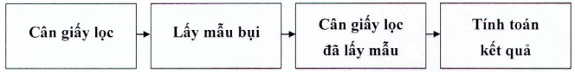 Cân giấy lọc
Lấy mẫu bụi
Cân giấy lọc
đã lấy mẫu
Tính toán
kết quả